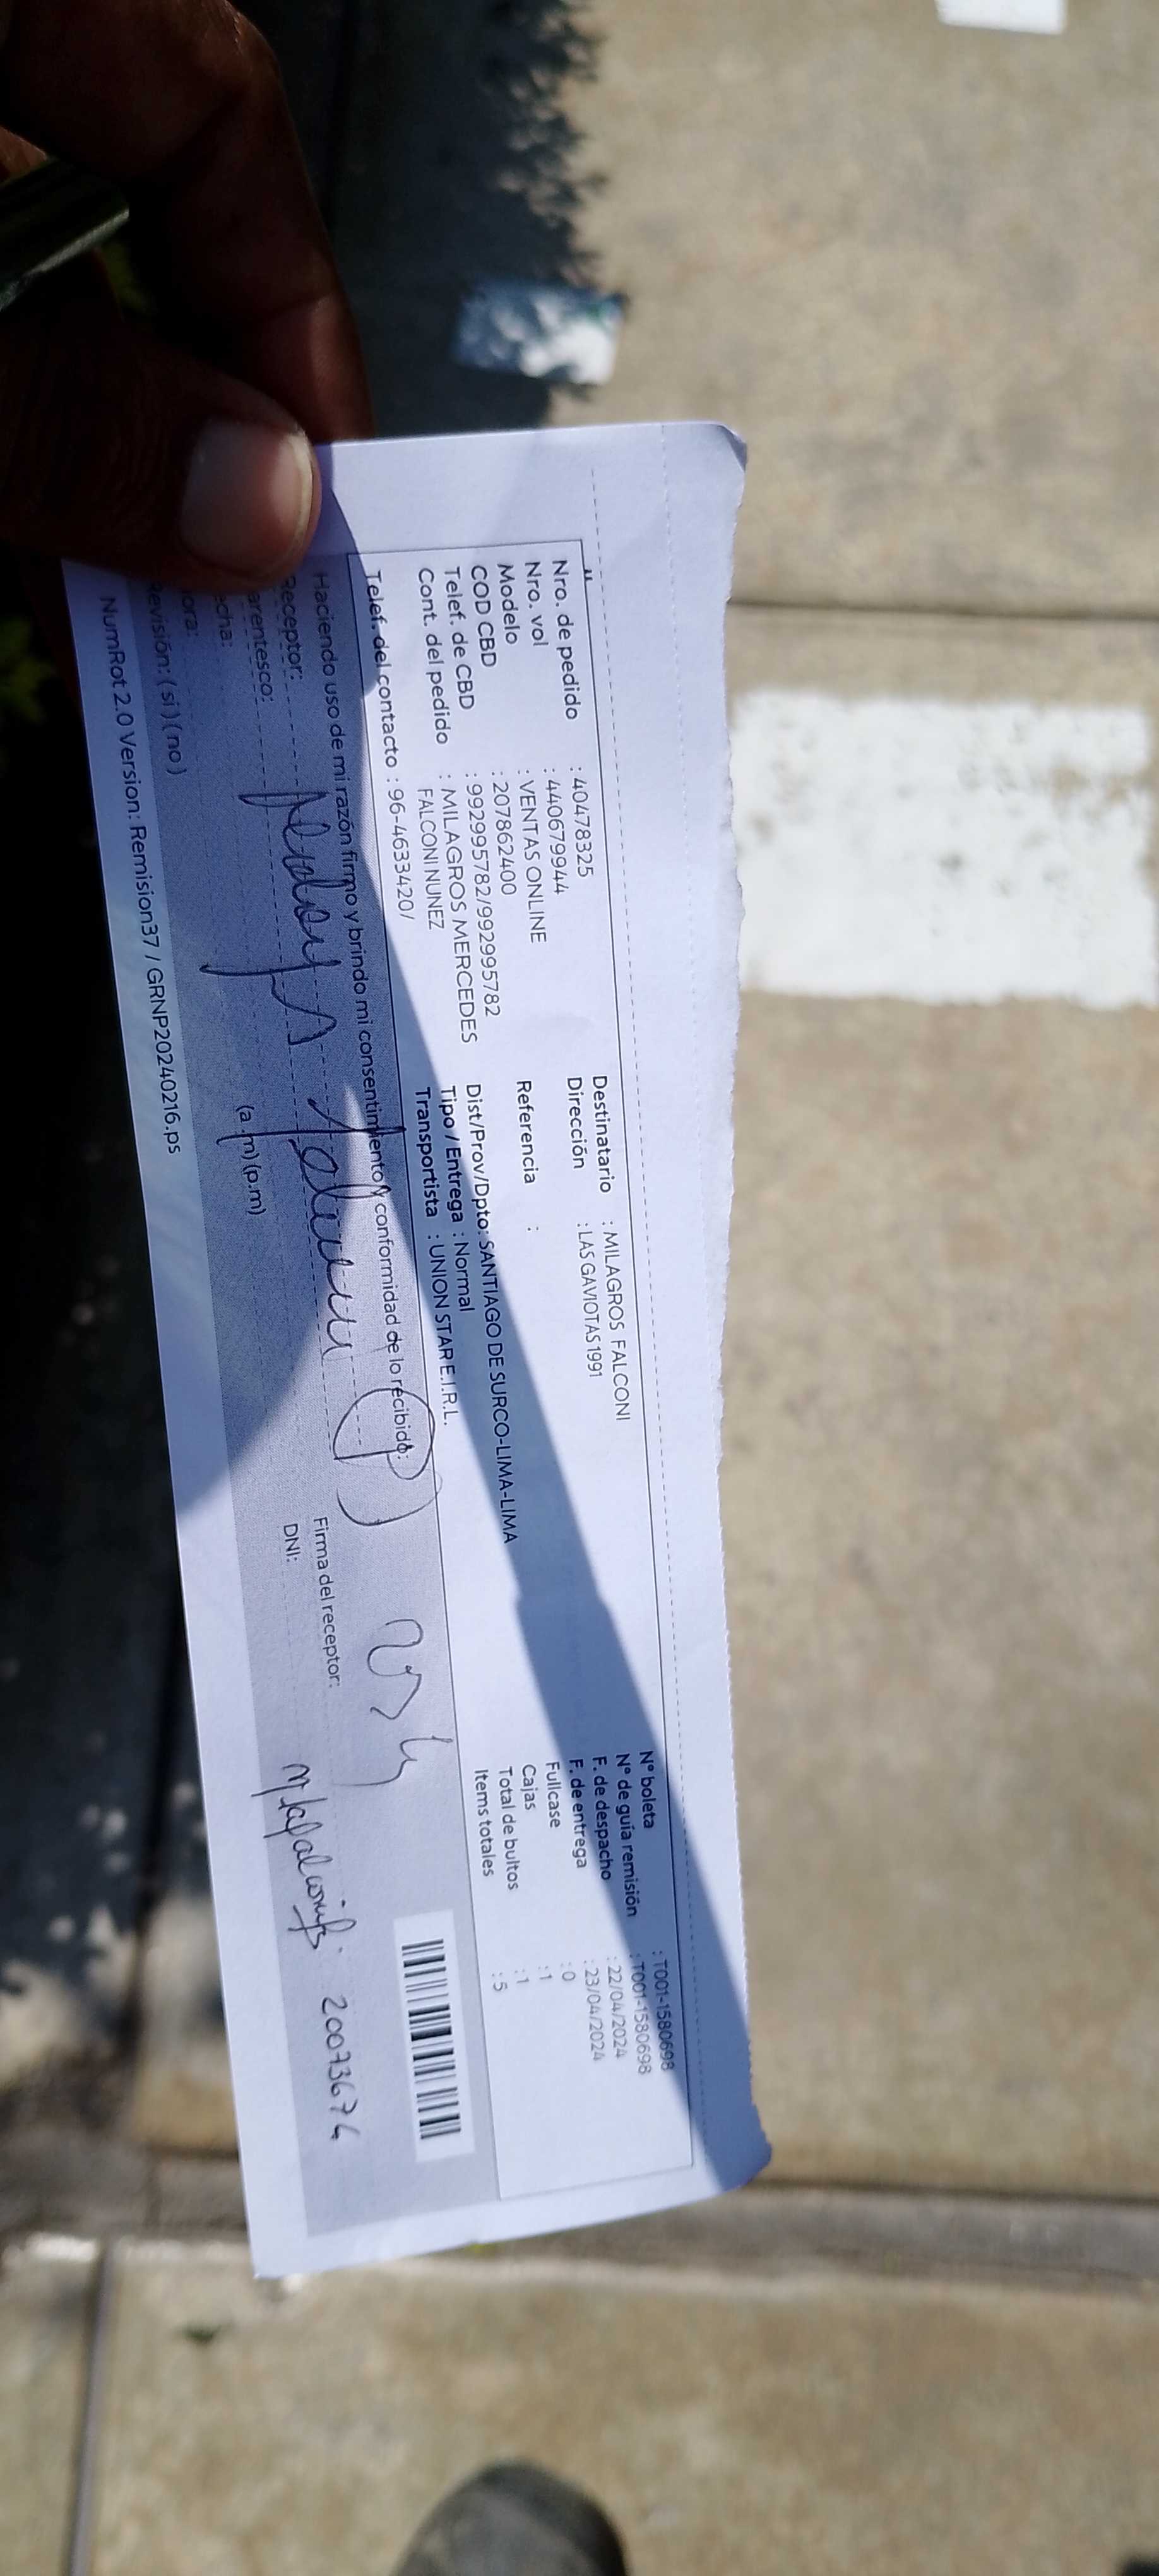 Nro. de pedido : 40478325
Nro. vol : 440679944
Modelo : VENTAS ONLINE
COD CBD : 207862400
Telef. de CBD : 992995782/992995782
Cont. del pedido : MILAGROS MERCEDES
FALCONI NUNEZ
Telef. del contacto : 96-4633420/
Destinatario : MILAGROS FALCONI
Dirección : LAS GAVIOTAS 1991
Referencia :
Dist/Prov/Dpto: SANTIAGO DE SURCO-LIMA-LIMA
Tipo / Entrega : Normal
Transportista : UNION STAR E.I.R.L.
N° boleta : T001-1580698
N° de guía remisión : T001-1580698
F. de despacho : 22/04/2024
F. de entrega : 23/04/2024
Fullcase : 0
Cajas : 1
Total de bultos : 1
Items totales : 5
Haciendo uso de mi razón firmo y brindo mi consentimiento y conformidad de lo recibido:
Receptor:
arentesco:
echa:
ora: (a.m) (p.m)
Revisión: ( si ) ( no )
Firma del receptor:
DNI: 20073674
NumRot 2.0 Version: Remision37 / GRNP20240216.ps